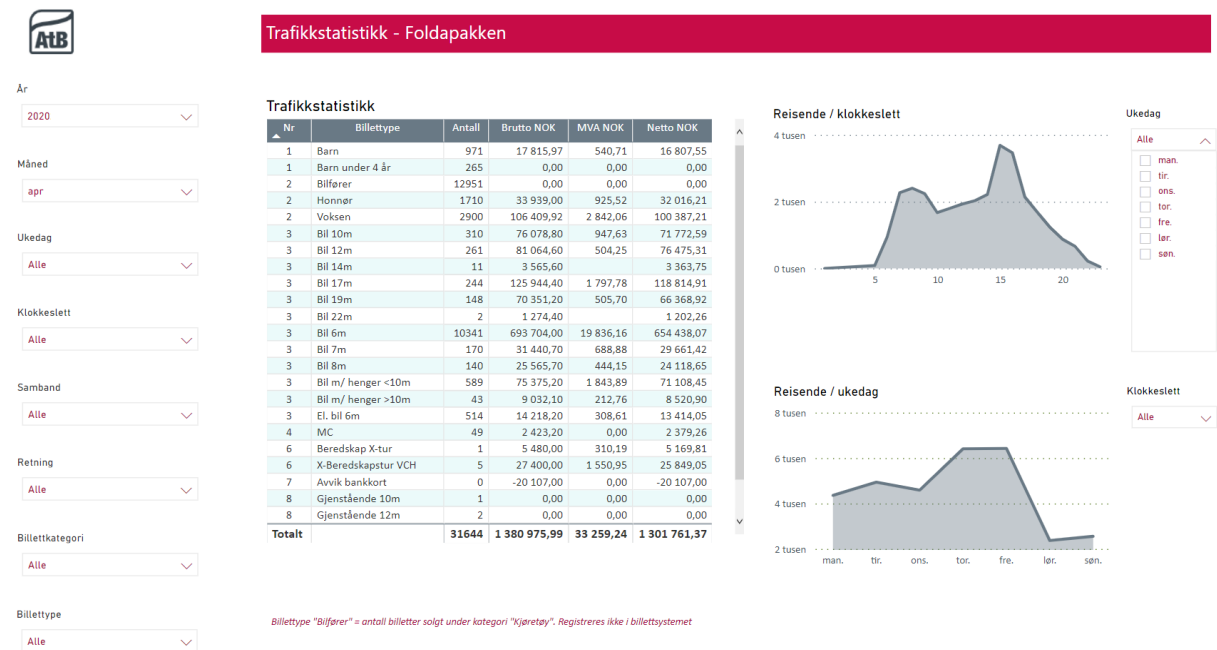 AtB
Trafikkstatistikk - Foldapakken
År
2020
Måned
apr
Ukedag
Alle
Klokkeslett
Alle
Samband
Alle
Retning
Alle
Billettkategori
Alle
Billettype
Alle
Trafikkstatistikk
Nr Billettype Antall Brutto NOK MVA NOK Netto NOK
1 Barn 971 17 815,97 540,71 16 807,55
1 Barn under 4 år 265 0,00 0,00 0,00
2 Bilfører 12951 0,00 0,00 0,00
2 Honnør 1710 33 939,00 925,52 32 016,21
2 Voksen 2900 106 409,92 2 842,06 100 387,21
3 Bil 10m 310 76 078,80 947,63 71 772,59
3 Bil 12m 261 81 064,60 504,25 76 475,31
3 Bil 14m 11 3 565,60 3 363,75
3 Bil 17m 244 125 944,40 1 797,78 118 814,91
3 Bil 19m 148 70 351,20 505,70 66 368,92
3 Bil 22m 2 1 274,40 1 202,26
3 Bil 6m 10341 693 704,00 19 836,16 654 438,07
3 Bil 7m 170 31 440,70 688,88 29 661,42
3 Bil 8m 140 25 565,70 444,15 24 118,65
3 Bil m/ henger <10m 589 75 375,20 1 843,89 71 108,45
3 Bil m/ henger >10m 43 9 032,10 212,76 8 520,90
3 El. bil 6m 514 14 218,20 308,61 13 414,05
4 MC 49 2 423,20 0,00 2 379,26
6 Beredskap X-tur 1 5 480,00 310,19 5 169,81
6 X-Beredskapstur VCH 5 27 400,00 1 550,95 25 849,05
7 Avvik bankkort 0 -20 107,00 0,00 -20 107,00
8 Gjenstående 10m 1 0,00 0,00 0,00
8 Gjenstående 12m 2 0,00 0,00 0,00
Totalt 31644 1 380 975,99 33 259,24 1 301 761,37
Billettype "Bilfører" = antall billetter solgt under kategori "Kjøretøy". Registreres ikke i billettsystemet
Reisende / klokkeslett
4 tusen
2 tusen
0 tusen
5 10 15 20
Ukedag
Alle
man.
tir.
ons.
tor.
fre.
lør.
søn.
Reisende / ukedag
8 tusen
6 tusen
4 tusen
2 tusen
man. tir. ons. tor. fre. lør. søn.
Klokkeslett
Alle